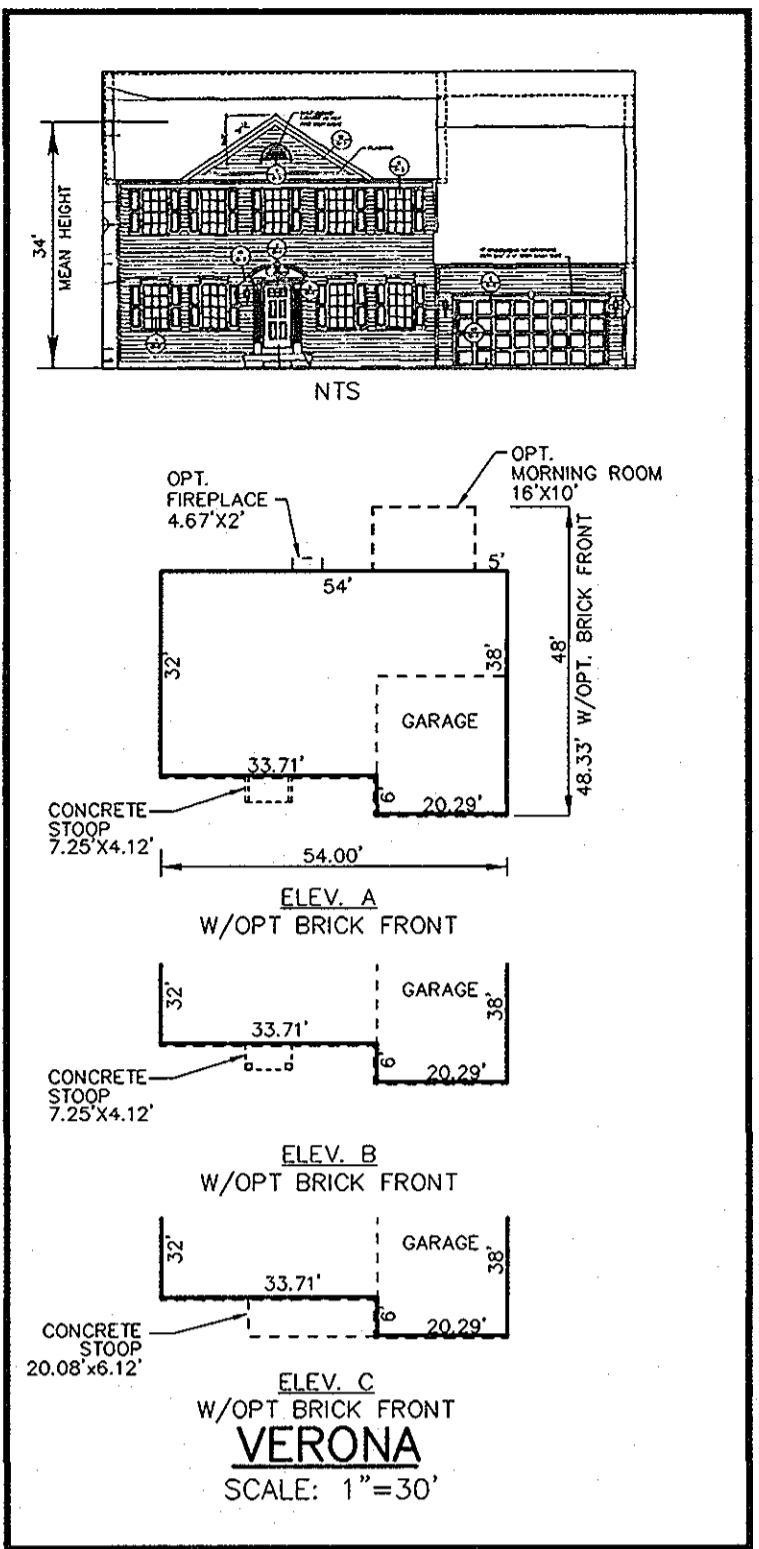 34'
MEAN HEIGHT
NTS
OPT.
FIREPLACE
4.67'X2'
OPT.
MORNING ROOM
16'X10'
5'
54'
32'
38'
48'
48.33' W/OPT. BRICK FRONT
GARAGE
33.71'
6'
20.29'
CONCRETE
STOOP
7.25'X4.12'
54.00'
ELEV. A
W/OPT BRICK FRONT
32'
GARAGE
38'
33.71'
6'
20.29'
CONCRETE
STOOP
7.25'X4.12'
ELEV. B
W/OPT BRICK FRONT
32'
GARAGE
38'
33.71'
6'
20.29'
CONCRETE
STOOP
20.08'x6.12'
ELEV. C
W/OPT BRICK FRONT
VERONA
SCALE: 1"=30'